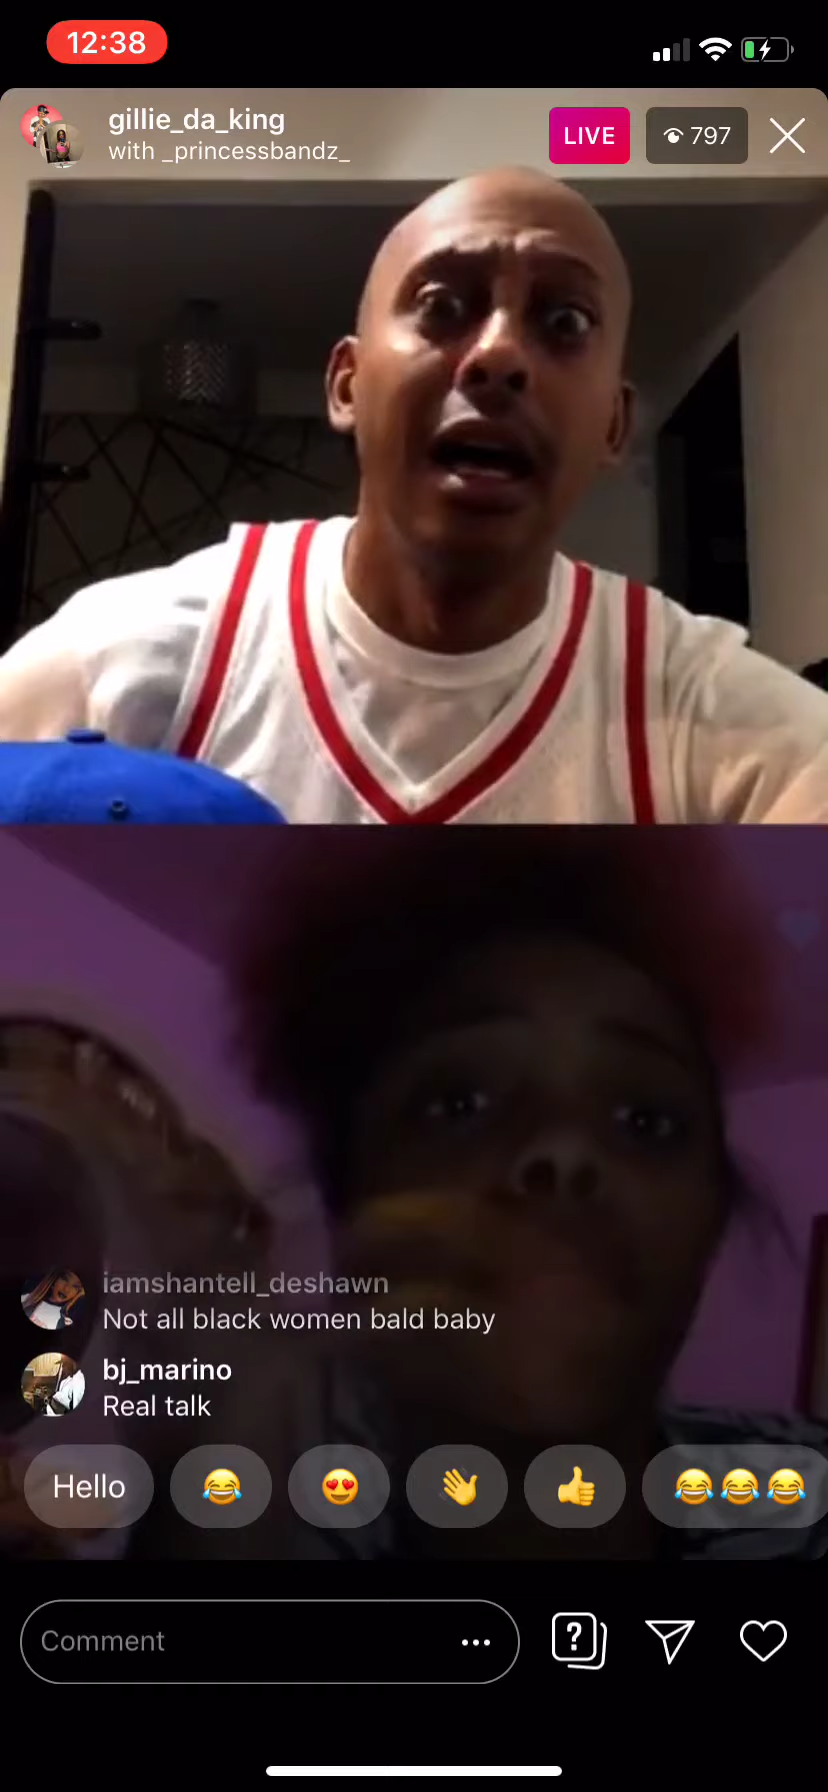 12:38
gillie_da_king
with _princessbandz_
LIVE
797
iamshantell_deshawn
Not all black women bald baby
bj_marino
Real talk
Hello
Comment
?